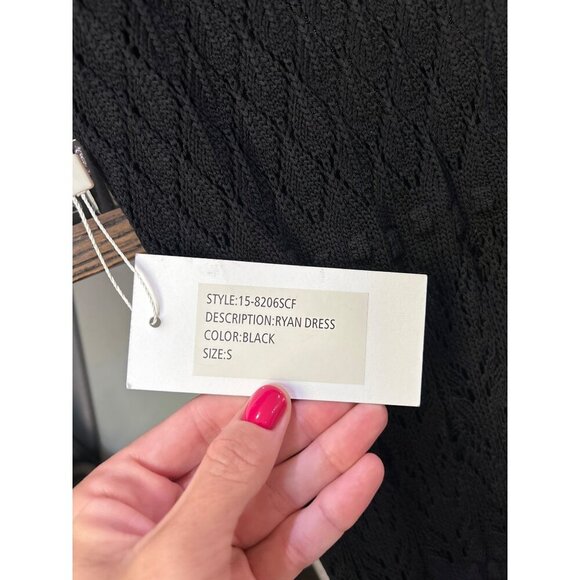 STYLE:15-8206SCF
DESCRIPTION:RYAN DRESS
COLOR:BLACK
SIZE:S